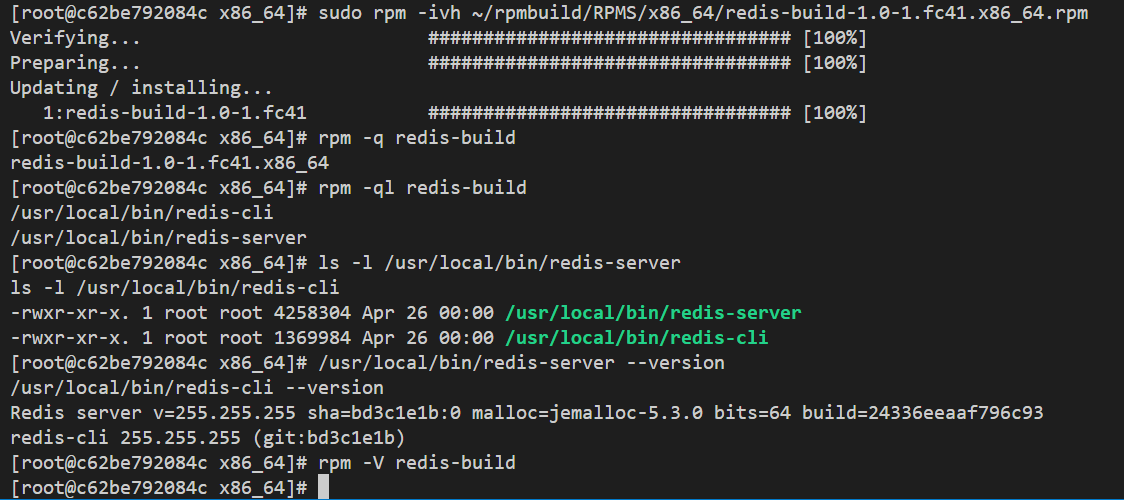 [root@c62be792084c x86_64]# sudo rpm -ivh ~/rpmbuild/RPMS/x86_64/redis-build-1.0-1.fc41.x86_64.rpm
Verifying...                          ################################# [100%]
Preparing...                          ################################# [100%]
Updating / installing...
   1:redis-build-1.0-1.fc41           ################################# [100%]
[root@c62be792084c x86_64]# rpm -q redis-build
redis-build-1.0-1.fc41.x86_64
[root@c62be792084c x86_64]# rpm -ql redis-build
/usr/local/bin/redis-cli
/usr/local/bin/redis-server
[root@c62be792084c x86_64]# ls -l /usr/local/bin/redis-server
ls -l /usr/local/bin/redis-cli
-rwxr-xr-x. 1 root root 4258304 Apr 26 00:00 /usr/local/bin/redis-server
-rwxr-xr-x. 1 root root 1369984 Apr 26 00:00 /usr/local/bin/redis-cli
[root@c62be792084c x86_64]# /usr/local/bin/redis-server --version
/usr/local/bin/redis-cli --version
Redis server v=255.255.255 sha=bd3c1e1b:0 malloc=jemalloc-5.3.0 bits=64 build=24336eeaaf796c93
redis-cli 255.255.255 (git:bd3c1e1b)
[root@c62be792084c x86_64]# rpm -V redis-build
[root@c62be792084c x86_64]#